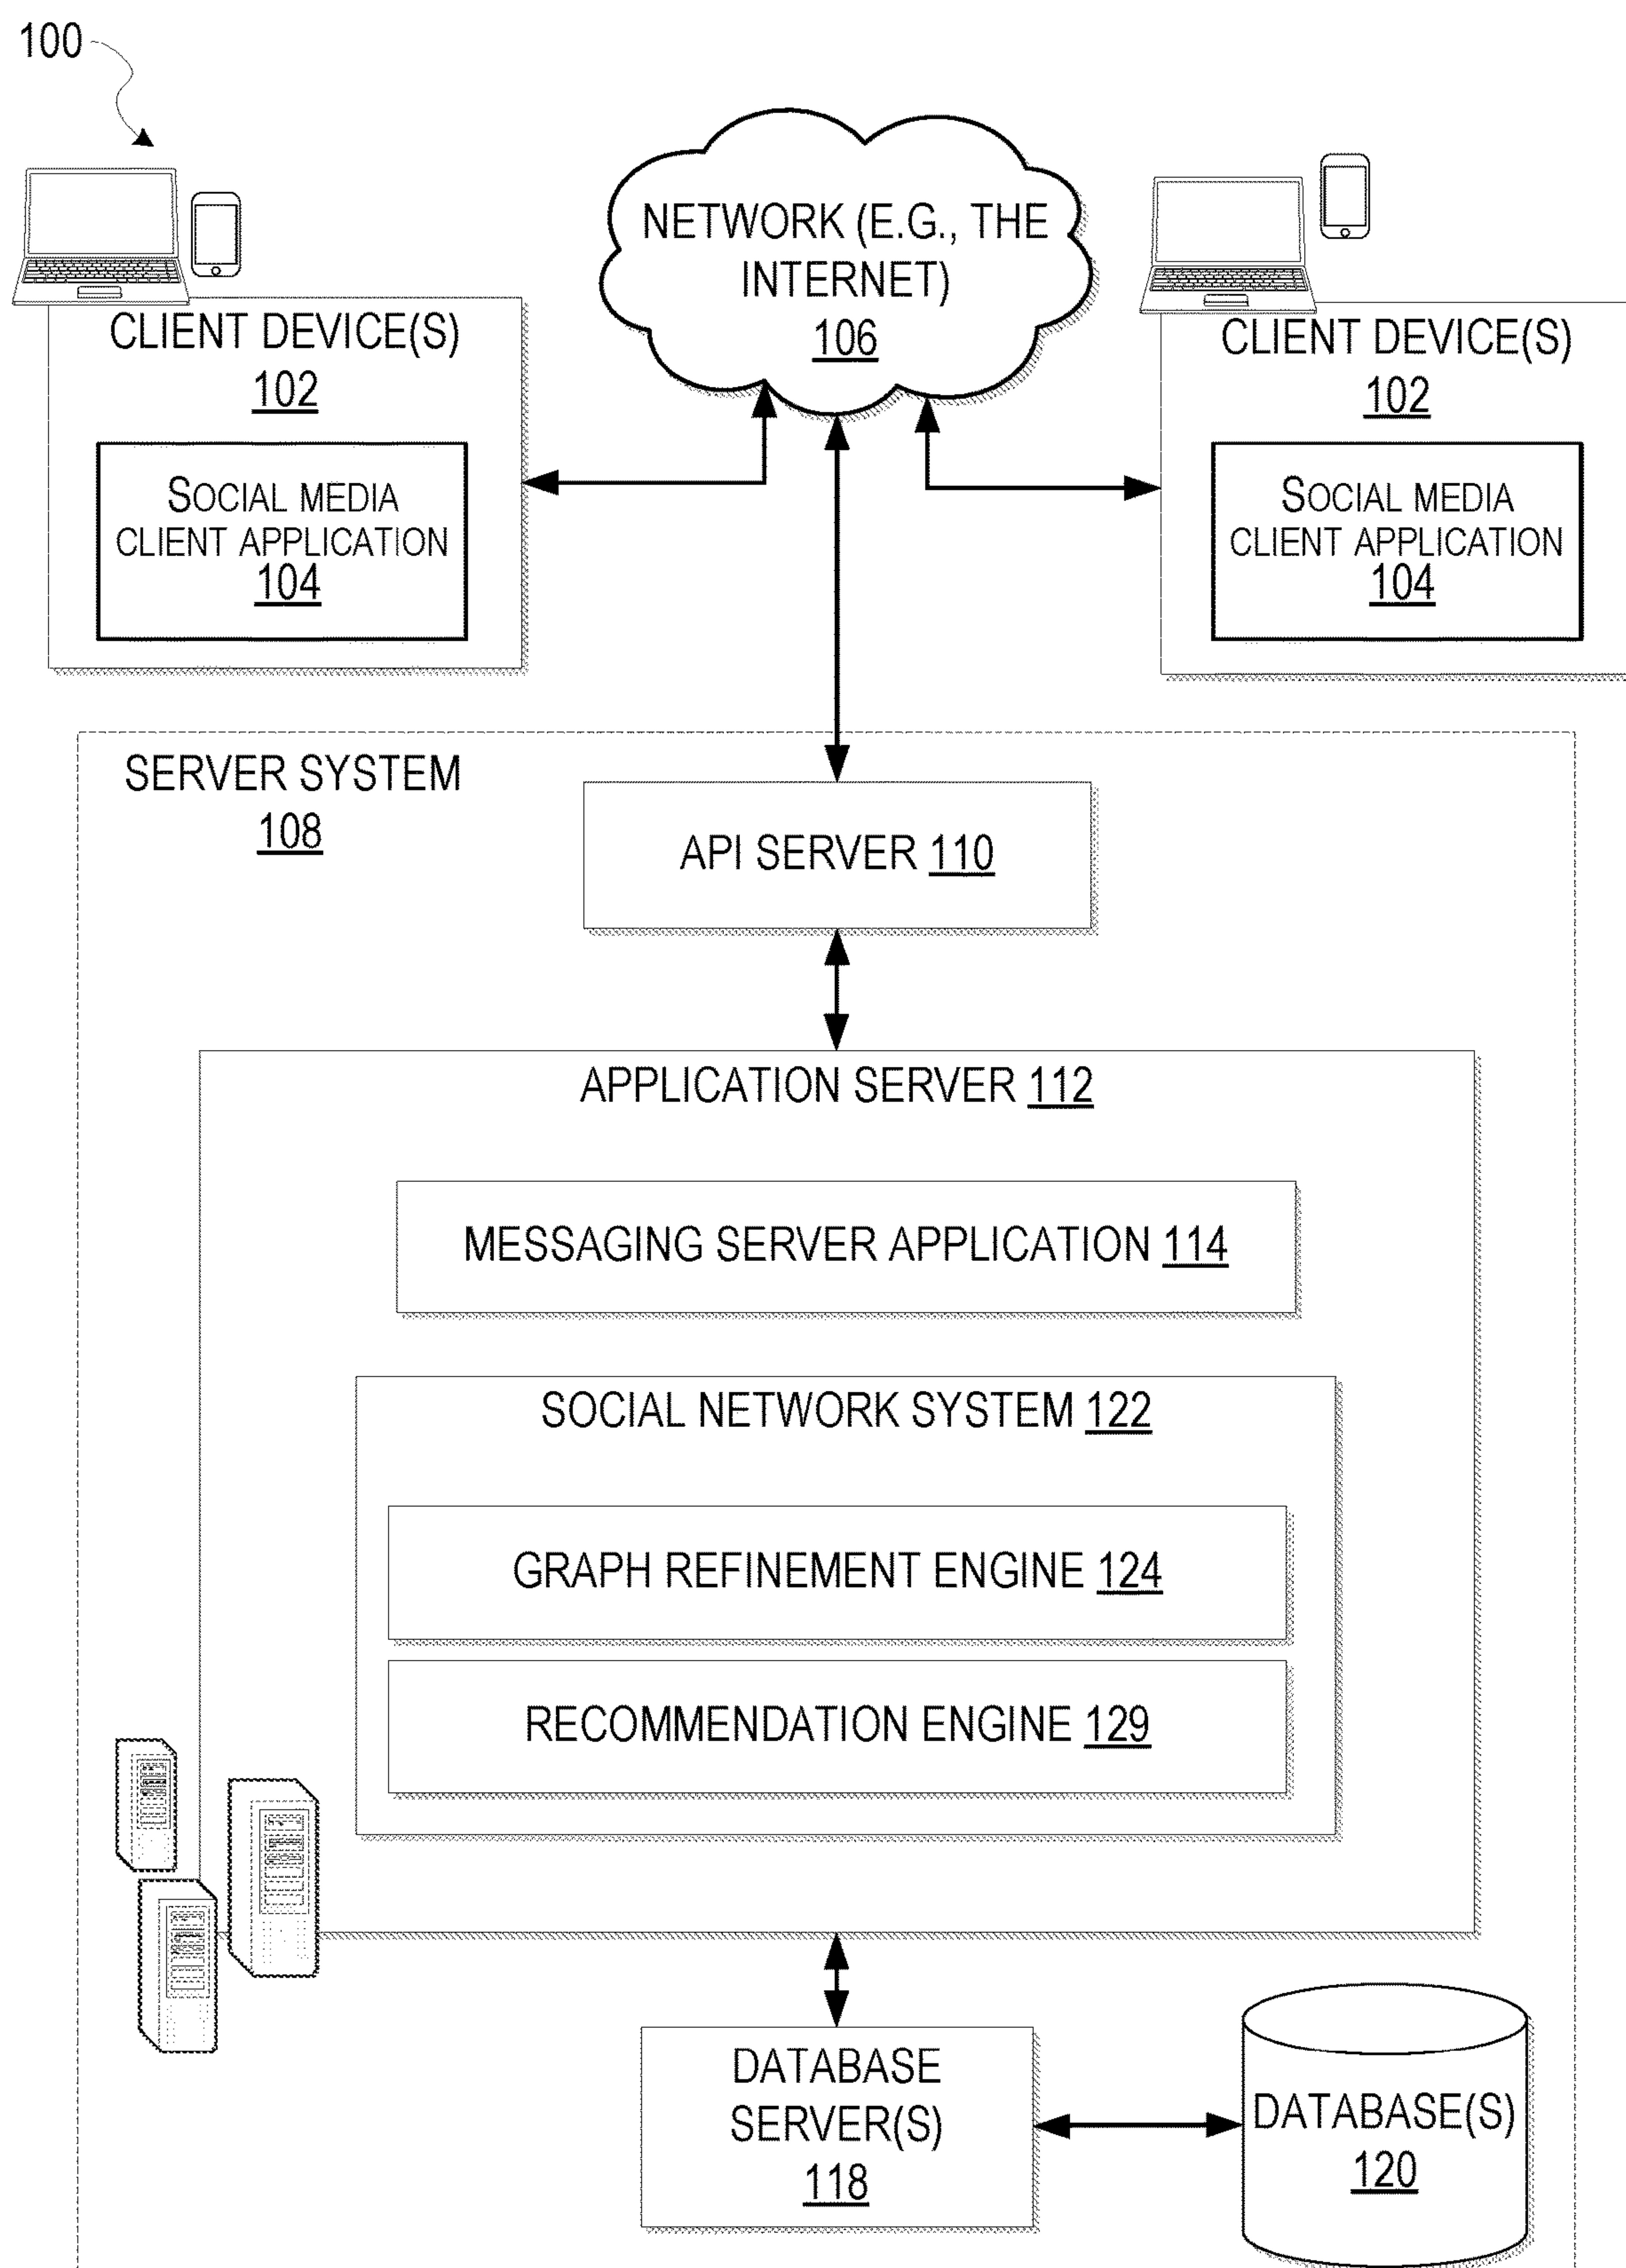 100
NETWORK (E.G., THE
INTERNET)
106
CLIENT DEVICE(S)
102
SOCIAL MEDIA
CLIENT APPLICATION
104
CLIENT DEVICE(S)
102
SOCIAL MEDIA
CLIENT APPLICATION
104
SERVER SYSTEM
108
API SERVER 110
APPLICATION SERVER 112
MESSAGING SERVER APPLICATION 114
SOCIAL NETWORK SYSTEM 122
GRAPH REFINEMENT ENGINE 124
RECOMMENDATION ENGINE 129
DATABASE
SERVER(S)
118
DATABASE(S)
120